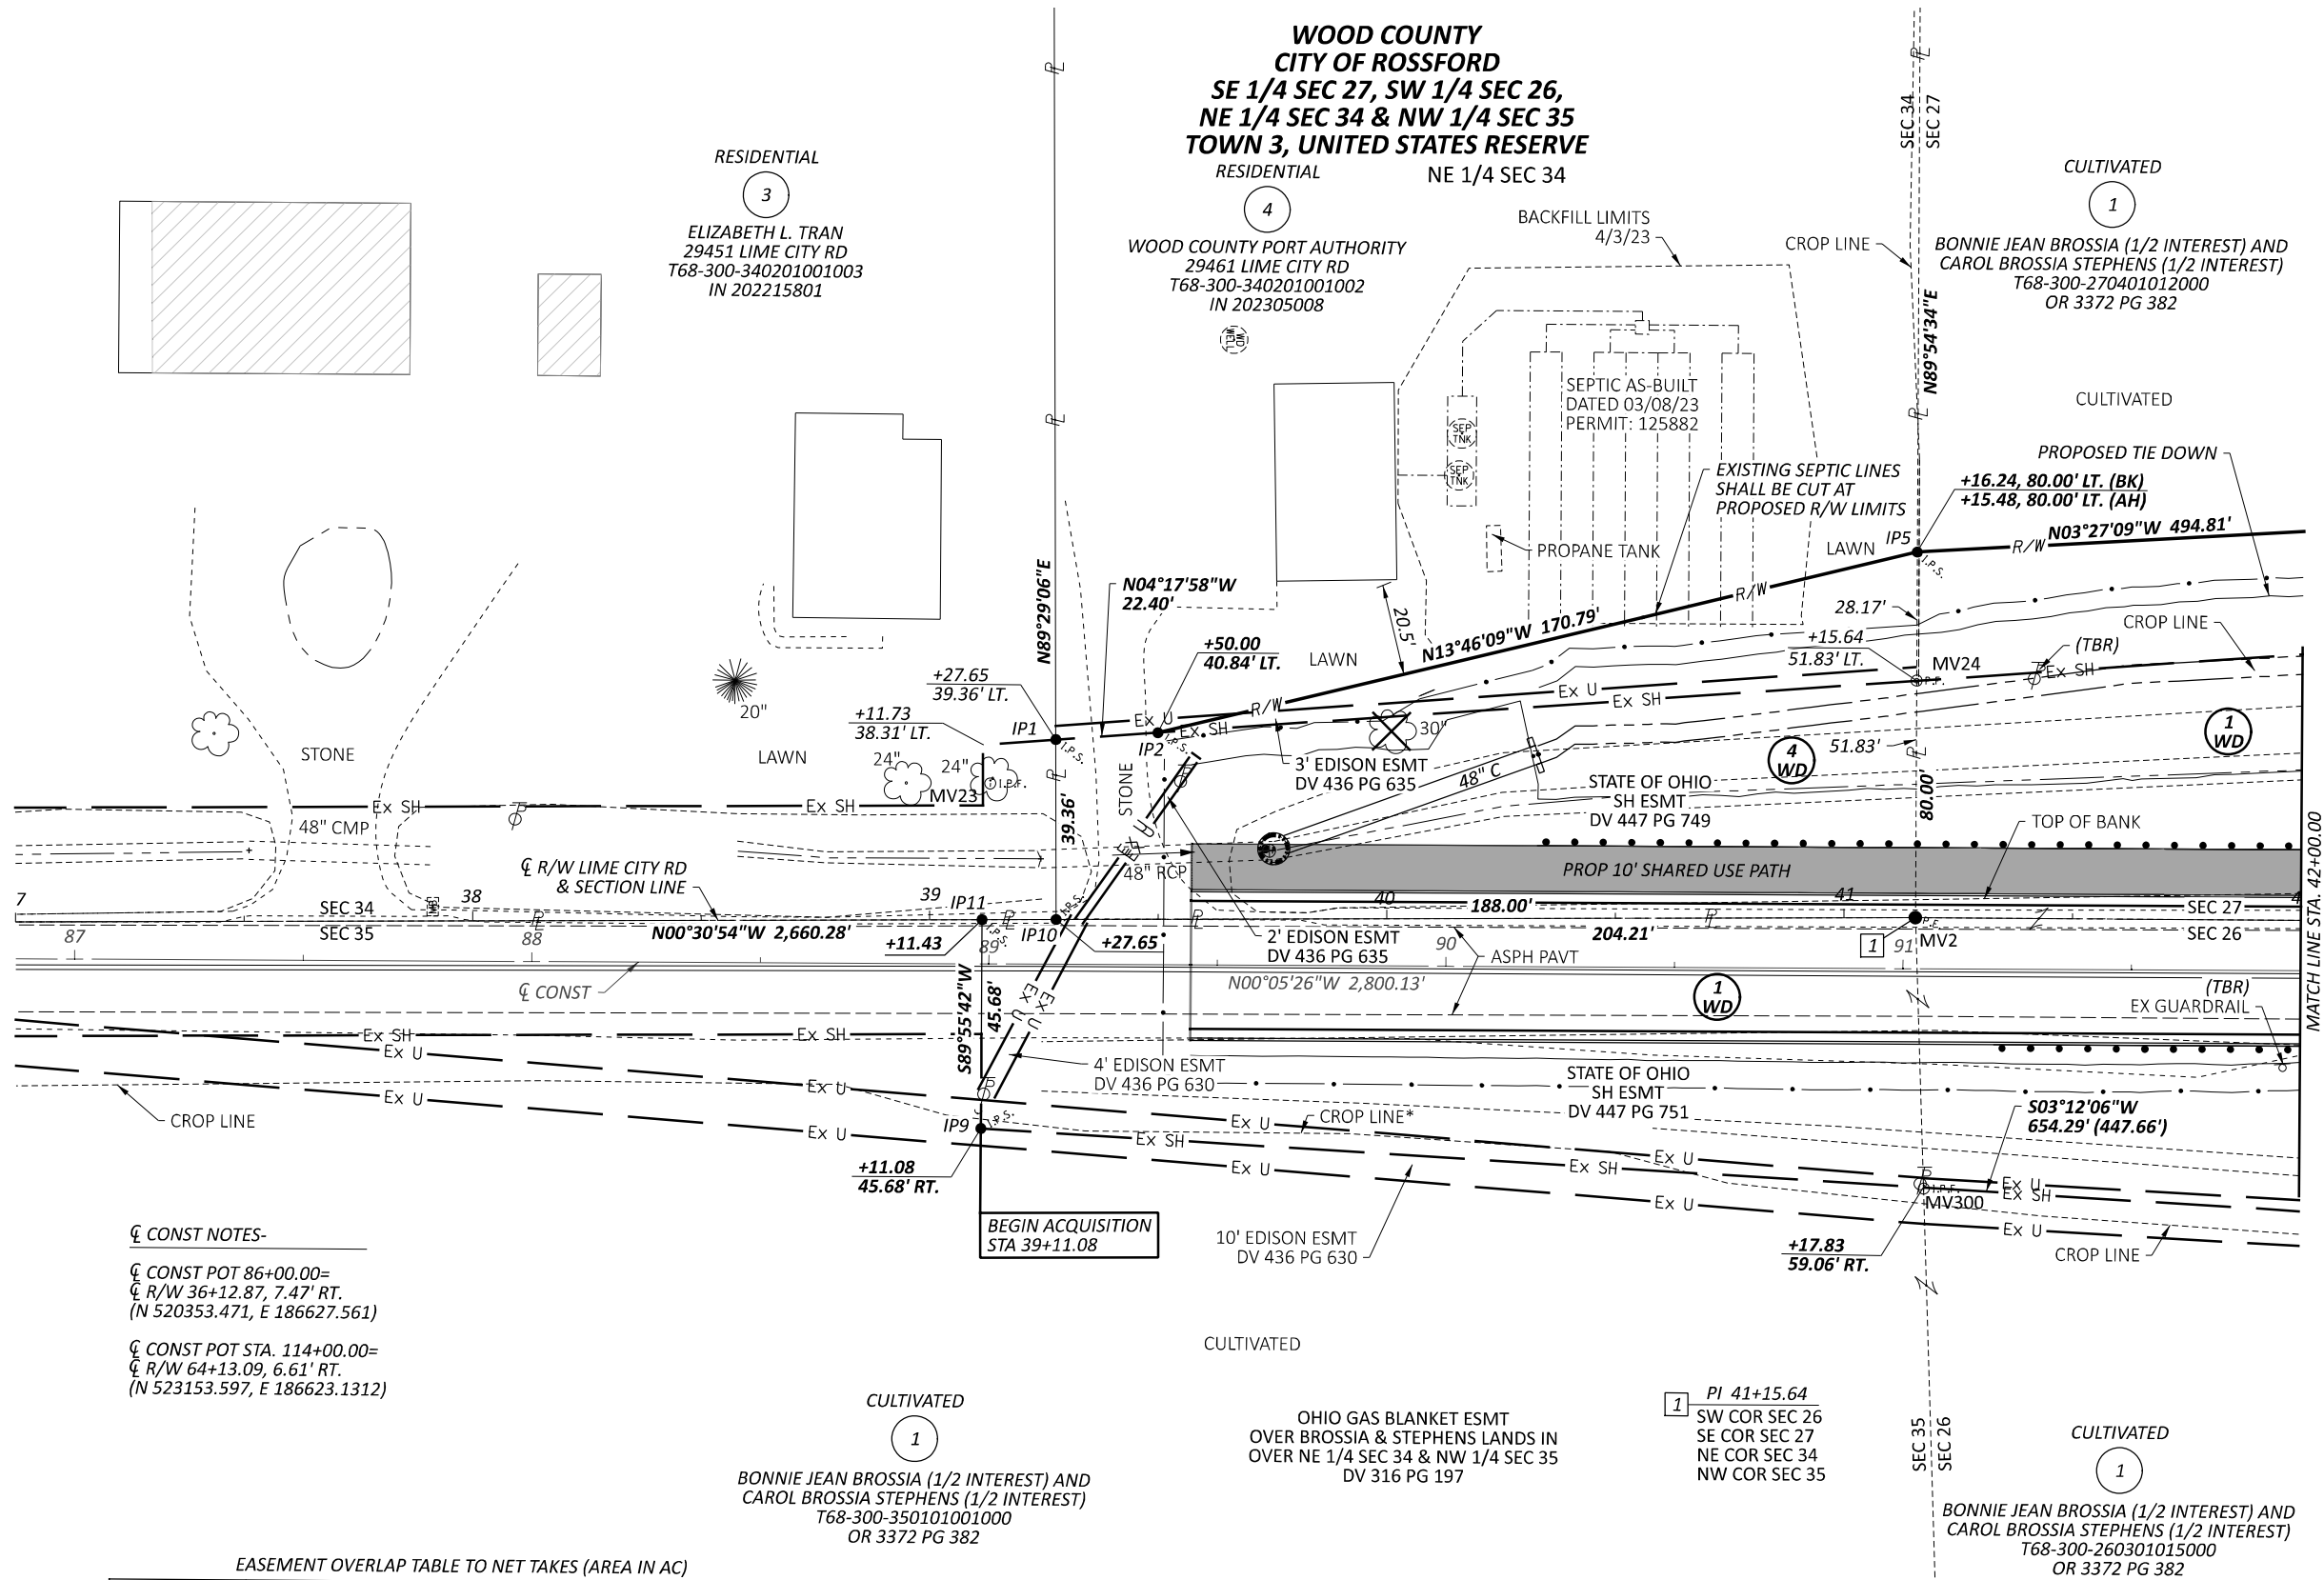 WOOD COUNTY
CITY OF ROSSFORD
SE 1/4 SEC 27, SW 1/4 SEC 26,
NE 1/4 SEC 34 & NW 1/4 SEC 35
TOWN 3, UNITED STATES RESERVE
NE 1/4 SEC 34
RESIDENTIAL
3
ELIZABETH L. TRAN
29451 LIME CITY RD
T68-300-340201001003
IN 202215801
RESIDENTIAL
4
WOOD COUNTY PORT AUTHORITY
29461 LIME CITY RD
T68-300-340201001002
IN 202305008
WD
WELL
BACKFILL LIMITS
4/3/23
CROP LINE
SEC 34
SEC 27
CULTIVATED
1
BONNIE JEAN BROSSIA (1/2 INTEREST) AND
CAROL BROSSIA STEPHENS (1/2 INTEREST)
T68-300-270401012000
OR 3372 PG 382
N89°54'34"E
CULTIVATED
SEPTIC AS-BUILT
DATED 03/08/23
PERMIT: 125882
SEP
TNK
SEP
TNK
EXISTING SEPTIC LINES
SHALL BE CUT AT
PROPOSED R/W LIMITS
PROPOSED TIE DOWN
+16.24, 80.00' LT. (BK)
+15.48, 80.00' LT. (AH)
N03°27'09"W 494.81'
R/W
IP5
I.P.S.
LAWN
PROPANE TANK
20.5'
N13°46'09"W 170.79'
R/W
28.17'
+15.64
51.83' LT.
MV24
I.P.F.
(TBR)
CROP LINE
Ex SH
N89°29'06"E
N04°17'58"W
22.40'
+50.00
40.84' LT.
LAWN
+27.65
39.36' LT.
+11.73
38.31' LT.
IP1
I.P.S.
IP2
I.P.S.
Ex U
R/W
Ex SH
Ex U
Ex SH
20"
24"
24"
30"
LAWN
STONE
STONE
MV23
I.P.F.
Ex SH
Ex SH
48" CMP
3' EDISON ESMT
DV 436 PG 635
48" C
STATE OF OHIO
SH ESMT
DV 447 PG 749
4
WD
51.83'
1
WD
80.00'
39.36'
TOP OF BANK
PROP 10' SHARED USE PATH
48" RCP
Ex U
℄ R/W LIME CITY RD
& SECTION LINE
7
38
39
40
41
4
SEC 34
SEC 35
SEC 27
SEC 26
N00°30'54"W 2,660.28'
IP11
I.P.S.
+11.43
IP10
I.P.S.
+27.65
188.00'
204.21'
2' EDISON ESMT
DV 436 PG 635
87
88
89
90
91
1
MV2
P.F.
ASPH PAVT
℄ CONST
N00°05'26"W 2,800.13'
1
WD
(TBR)
EX GUARDRAIL
MATCH LINE STA. 42+00.00
S89°55'42"W
45.68'
Ex U
Ex U
Ex SH
Ex SH
Ex U
Ex U
Ex U
Ex U
CROP LINE
4' EDISON ESMT
DV 436 PG 630
STATE OF OHIO
SH ESMT
DV 447 PG 751
S03°12'06"W
654.29' (447.66')
CROP LINE*
IP9
I.P.S.
+11.08
45.68' RT.
Ex U
Ex SH
Ex U
Ex U
Ex SH
Ex U
I.P.F.
MV300
Ex U
Ex SH
Ex U
CROP LINE
+17.83
59.06' RT.
BEGIN ACQUISITION
STA 39+11.08
10' EDISON ESMT
DV 436 PG 630
℄ CONST NOTES-
℄ CONST POT 86+00.00=
℄ R/W 36+12.87, 7.47' RT.
(N 520353.471, E 186627.561)
℄ CONST POT STA. 114+00.00=
℄ R/W 64+13.09, 6.61' RT.
(N 523153.597, E 186623.1312)
CULTIVATED
CULTIVATED
1
BONNIE JEAN BROSSIA (1/2 INTEREST) AND
CAROL BROSSIA STEPHENS (1/2 INTEREST)
T68-300-350101001000
OR 3372 PG 382
OHIO GAS BLANKET ESMT
OVER BROSSIA & STEPHENS LANDS IN
OVER NE 1/4 SEC 34 & NW 1/4 SEC 35
DV 316 PG 197
1
PI 41+15.64
SW COR SEC 26
SE COR SEC 27
NE COR SEC 34
NW COR SEC 35
SEC 35
SEC 26
CULTIVATED
1
BONNIE JEAN BROSSIA (1/2 INTEREST) AND
CAROL BROSSIA STEPHENS (1/2 INTEREST)
T68-300-260301015000
OR 3372 PG 382
EASEMENT OVERLAP TABLE TO NET TAKES (AREA IN AC)